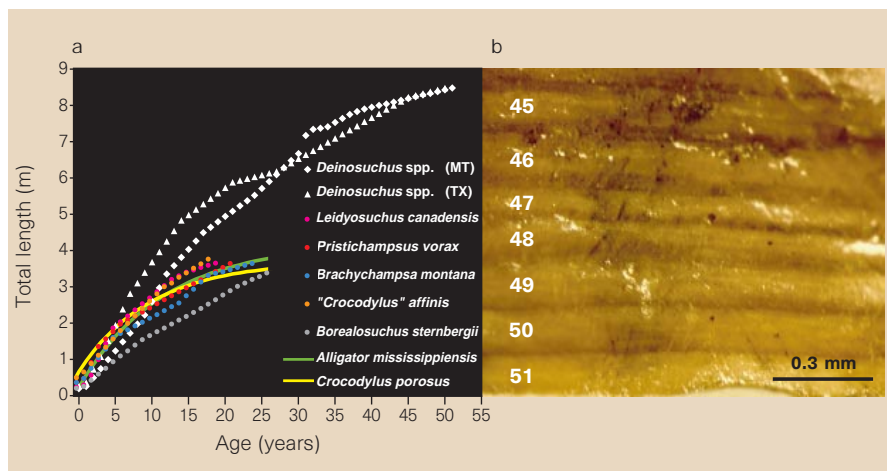 a
9
8
7
6
5
4
3
2
1
0
Total length (m)
Deinosuchus spp. (MT)
Deinosuchus spp. (TX)
Leidyosuchus canadensis
Pristichampsus vorax
Brachychampsa montana
"Crocodylus" affinis
Borealosuchus sternbergii
Alligator mississippiensis
Crocodylus porosus
0 5 10 15 20 25 30 35 40 45 50 55
Age (years)
b
45
46
47
48
49
50
51
0.3 mm